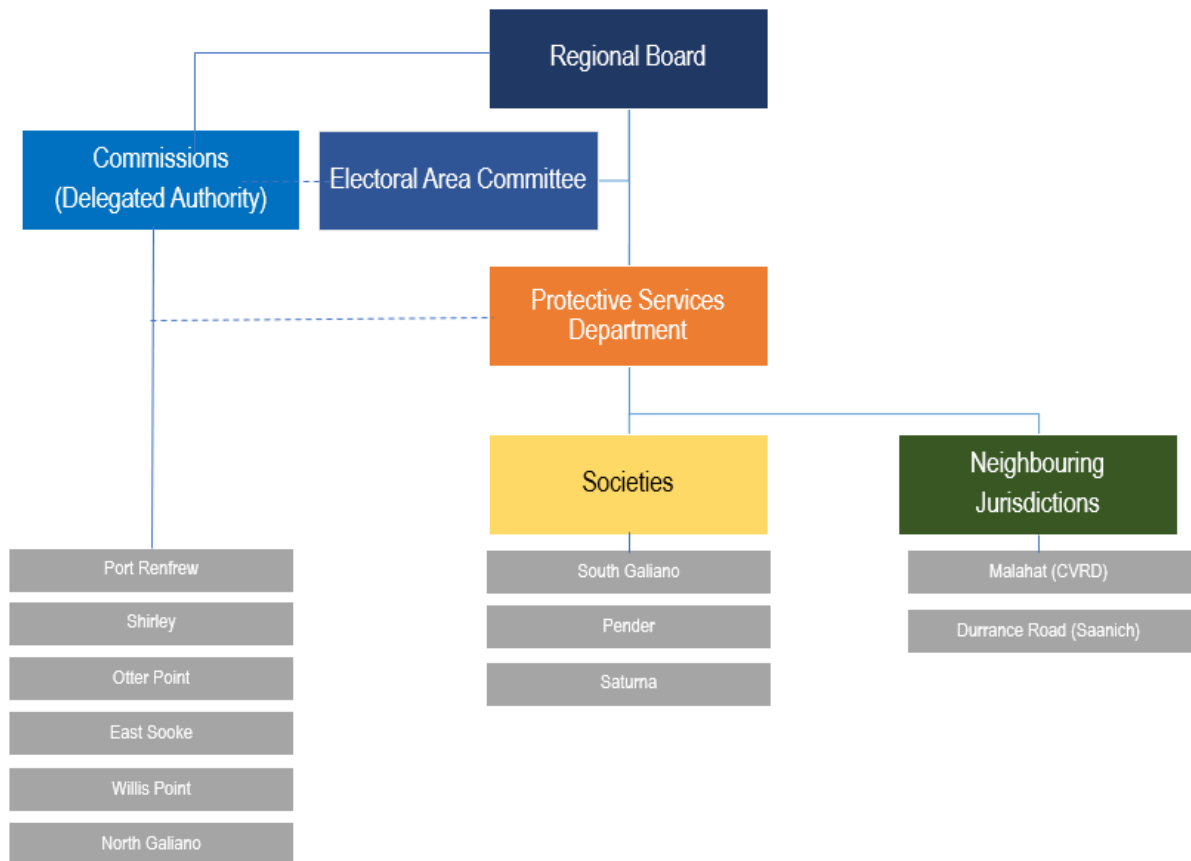 Regional Board
Commissions
(Delegated Authority)
Electoral Area Committee
Protective Services
Department
Societies
Neighbouring
Jurisdictions
Port Renfrew
Shirley
Otter Point
East Sooke
Willis Point
North Galiano
South Galiano
Pender
Saturna
Malahat (CVRD)
Durrance Road (Saanich)